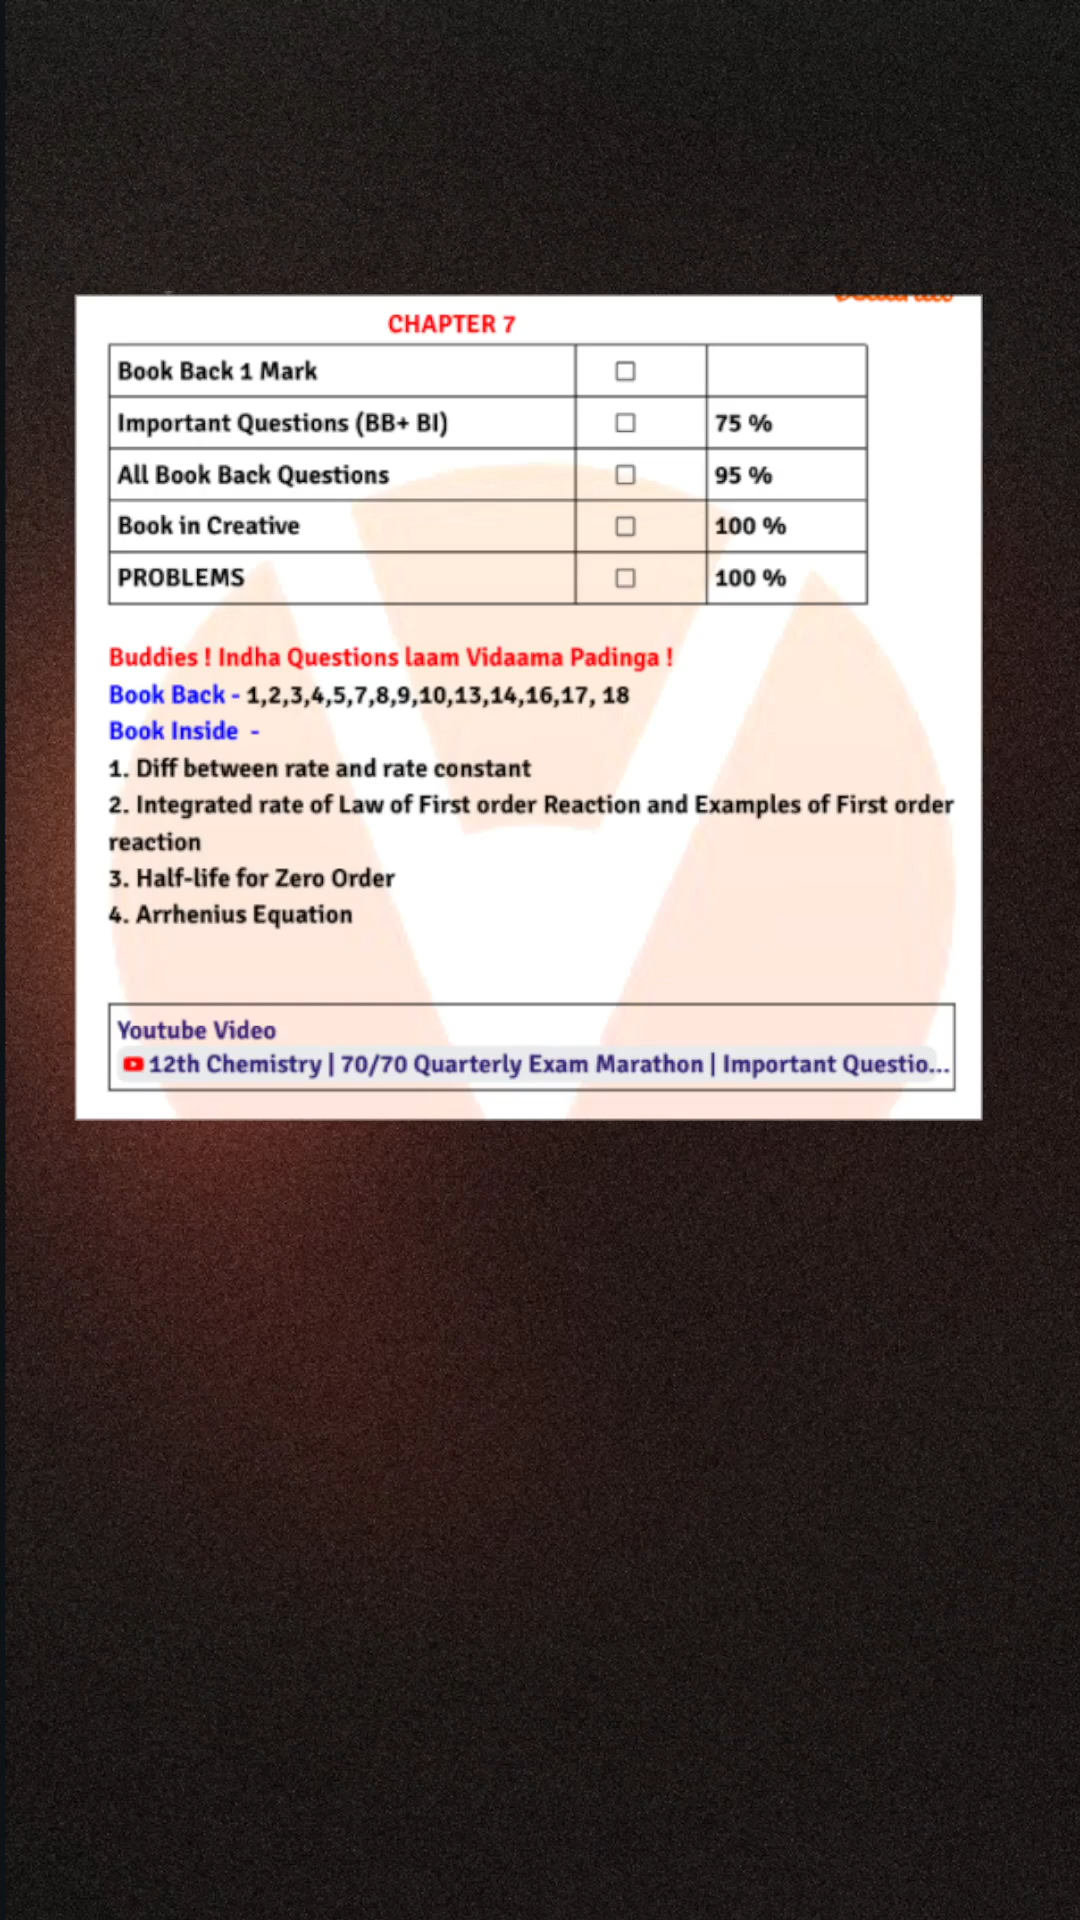 CHAPTER 7
Book Back 1 Mark ☐
Important Questions (BB+ BI) ☐ 75 %
All Book Back Questions ☐ 95 %
Book in Creative ☐ 100 %
PROBLEMS ☐ 100 %
Buddies ! Indha Questions laam Vidaama Padinga !
Book Back - 1,2,3,4,5,7,8,9,10,13,14,16,17, 18
Book Inside -
1. Diff between rate and rate constant
2. Integrated rate of Law of First order Reaction and Examples of First order
reaction
3. Half-life for Zero Order
4. Arrhenius Equation
Youtube Video
12th Chemistry | 70/70 Quarterly Exam Marathon | Important Questio...